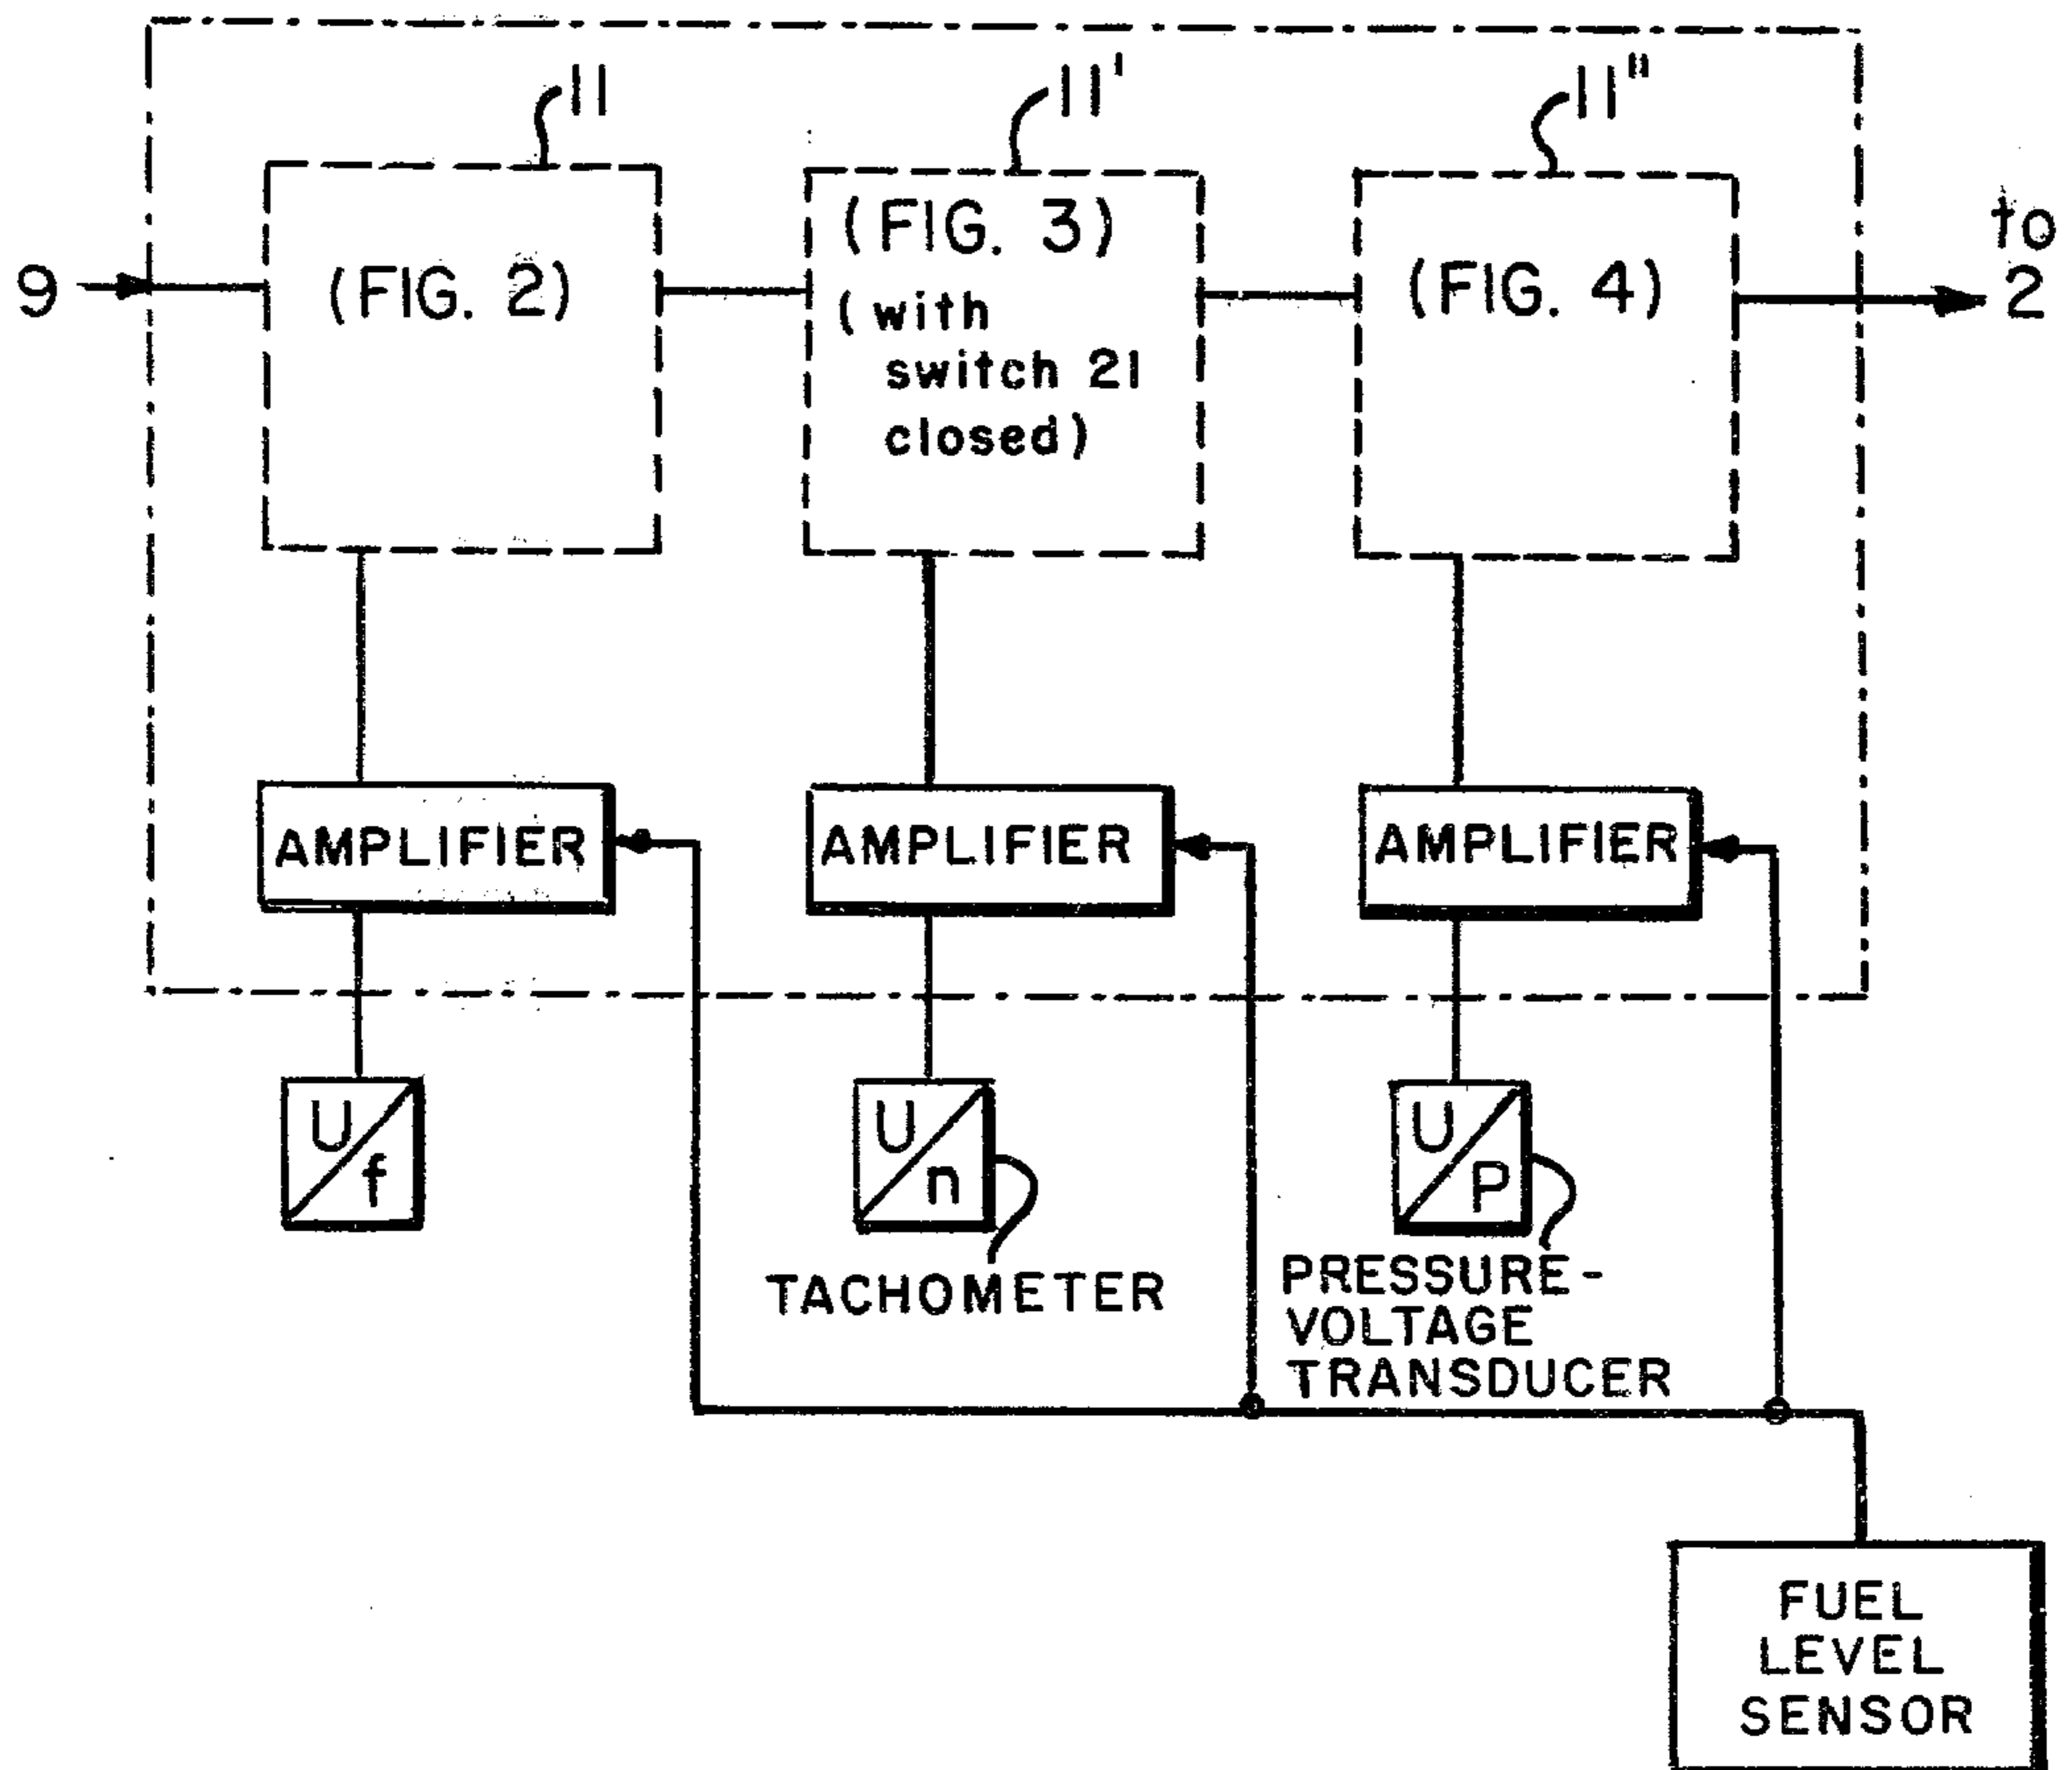 11
11'
11"
9
(FIG. 2)
(FIG. 3)
(with
switch 21
closed)
(FIG. 4)
to
2
AMPLIFIER
AMPLIFIER
AMPLIFIER
U/f
U/n
U/P
TACHOMETER
PRESSURE-
VOLTAGE
TRANSDUCER
FUEL
LEVEL
SENSOR